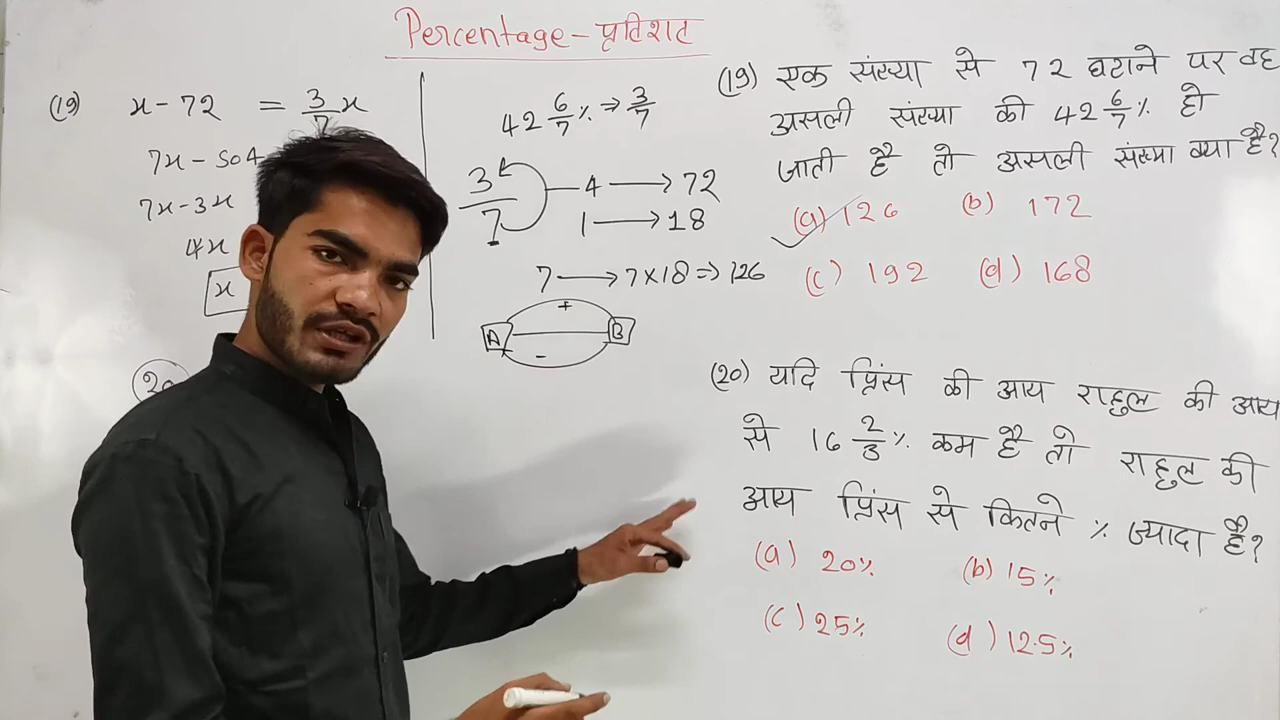 Percentage - प्रतिशत
(19) x - 72 = 3/7 x
7x - 504
7x - 3x
4x
x
(20)
42 6/7 % ⇒ 3/7
3/7 — 4 ⟶ 72
1 ⟶ 18
7 ⟶ 7×18 ⇒ 126
+
A B
-
(19) एक संख्या से 72 घटाने पर वह
असली संख्या की 42 6/7 % हो
जाती है तो असली संख्या क्या है?
(a) 126 (b) 172
(c) 192 (d) 168
(20) यदि प्रिंस की आय राहुल की आय
से 16 2/3 % कम है तो राहुल की
आय प्रिंस से कितने % ज्यादा है?
(a) 20% (b) 15%
(c) 25% (d) 12.5%